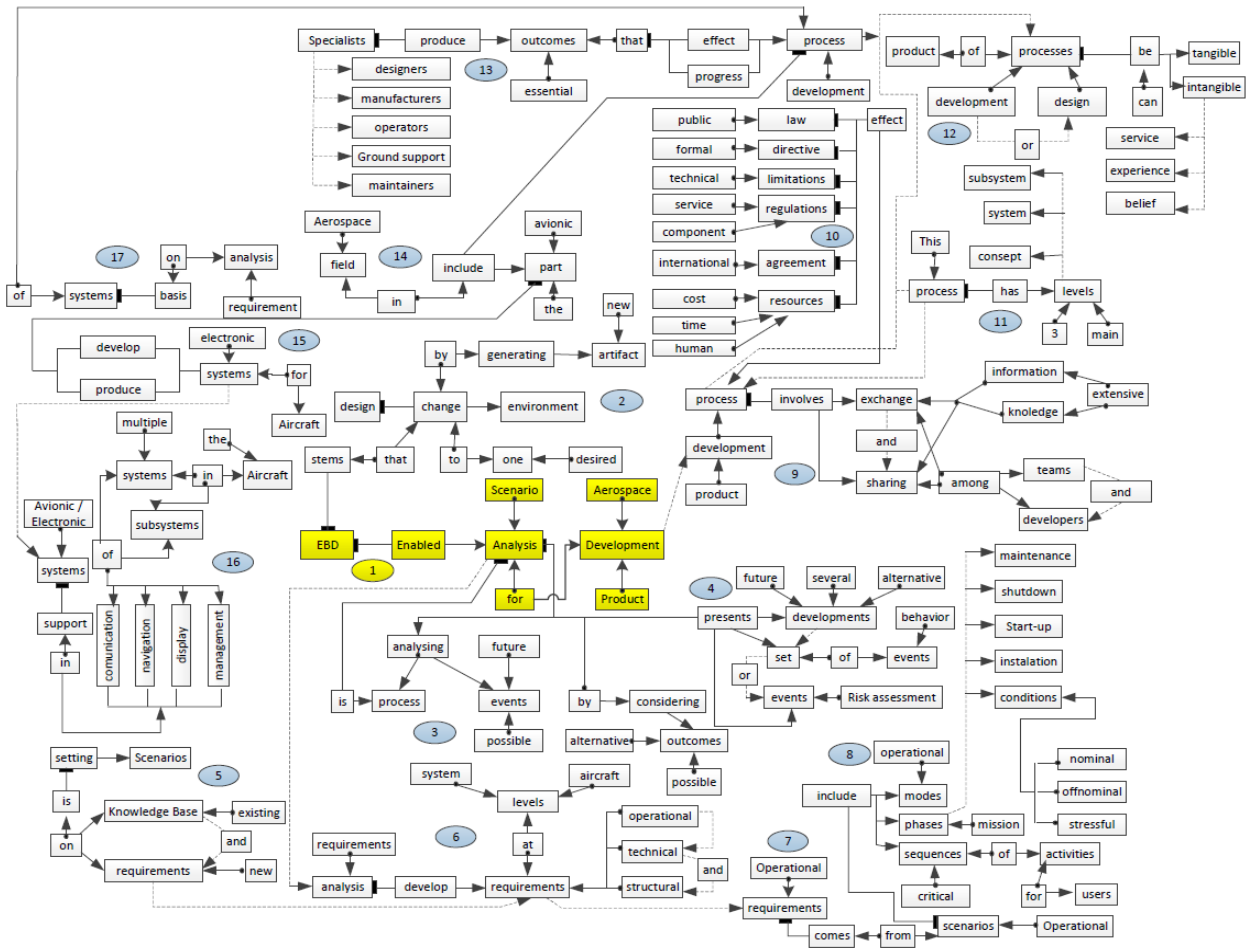 Specialists
produce
outcomes
that
effect
process
progress
essential
development
designers
manufacturers
operators
Ground support
maintainers
13
product
of
processes
be
tangible
intangible
development
design
can
or
12
service
experience
belief
public
law
effect
formal
directive
technical
limitations
service
regulations
component
10
international
agreement
cost
resources
time
human
subsystem
system
consept
This
process
has
levels
3
main
11
17
on
analysis
of
systems
basis
requirement
Aerospace
field
14
include
in
avionic
part
the
new
by
generating
artifact
electronic
15
develop
systems
for
produce
Aircraft
design
change
environment
2
stems
that
to
one
desired
process
involves
exchange
information
knoledge
extensive
development
and
product
9
sharing
among
teams
and
developers
multiple
the
systems
in
Aircraft
Avionic /
Electronic
subsystems
of
16
systems
support
in
comunication
navigation
display
management
Scenario
Aerospace
EBD
Enabled
Analysis
Development
1
for
Product
4
future
several
alternative
presents
developments
behavior
set
of
events
or
events
Risk assessment
analysing
future
is
process
events
possible
3
by
considering
alternative
outcomes
possible
maintenance
shutdown
Start-up
instalation
conditions
nominal
offnominal
stressful
setting
Scenarios
5
is
Knowledge Base
existing
on
and
requirements
new
system
aircraft
levels
6
at
requirements
analysis
develop
requirements
operational
technical
and
structural
7
Operational
requirements
comes
from
scenarios
Operational
8
operational
include
modes
phases
mission
sequences
of
activities
critical
for
users